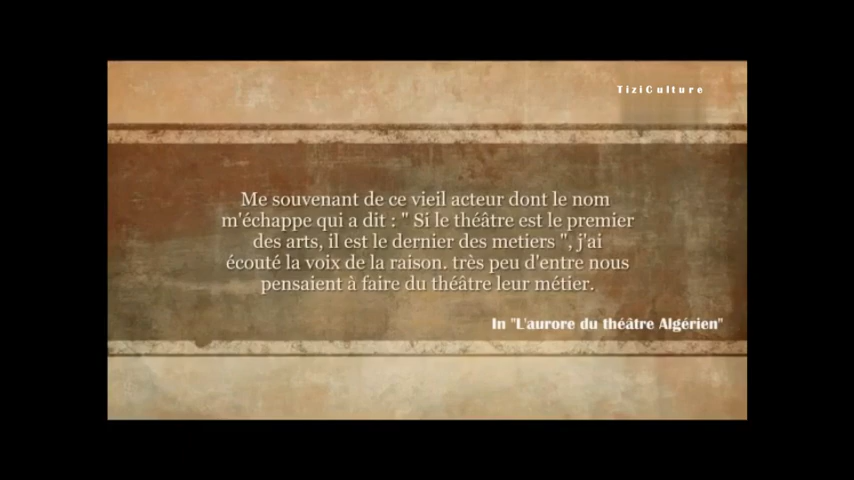 TiziCulture
Me souvenant de ce vieil acteur dont le nom
m'échappe qui a dit : " Si le théâtre est le premier
des arts, il est le dernier des metiers ", j'ai
écouté la voix de la raison. très peu d'entre nous
pensaient à faire du théâtre leur métier.
In "L'aurore du théâtre Algérien"